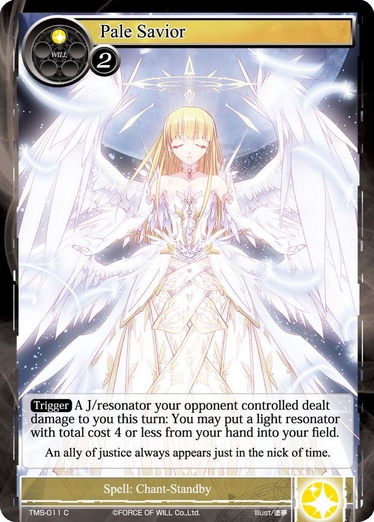 Pale Savior
WILL
2
Trigger A J/resonator your opponent controlled dealt
damage to you this turn: You may put a light resonator
with total cost 4 or less from your hand into your field.
An ally of justice always appears just in the nick of time.
Spell: Chant-Standby
TMS-011 C ©FORCE OF WILL Co.,Ltd. Illust/塗夢